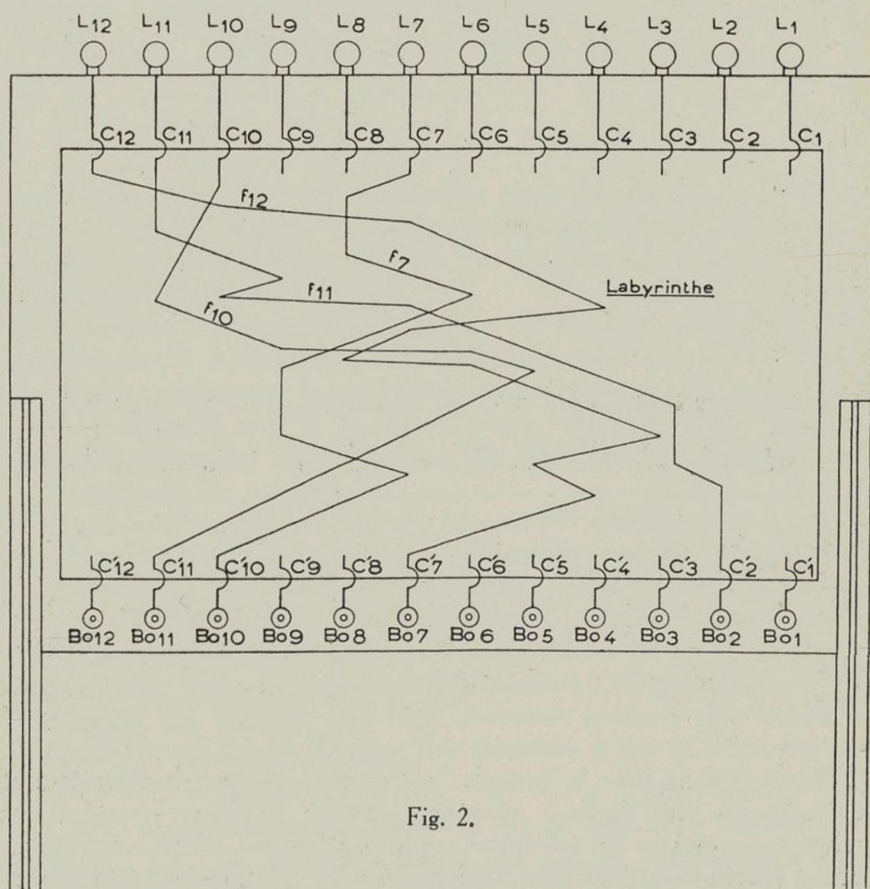 L12 L11 L10 L9 L8 L7 L6 L5 L4 L3 L2 L1
C12 C11 C10 C9 C8 C7 C6 C5 C4 C3 C2 C1
F12
F7
Labyrinthe
F11
F10
C'12 C'11 C'10 C'9 C'8 C'7 C'6 C'5 C'4 C'3 C'2 C'1
Bo12 Bo11 Bo10 Bo9 Bo8 Bo7 Bo6 Bo5 Bo4 Bo3 Bo2 Bo1
Fig. 2.